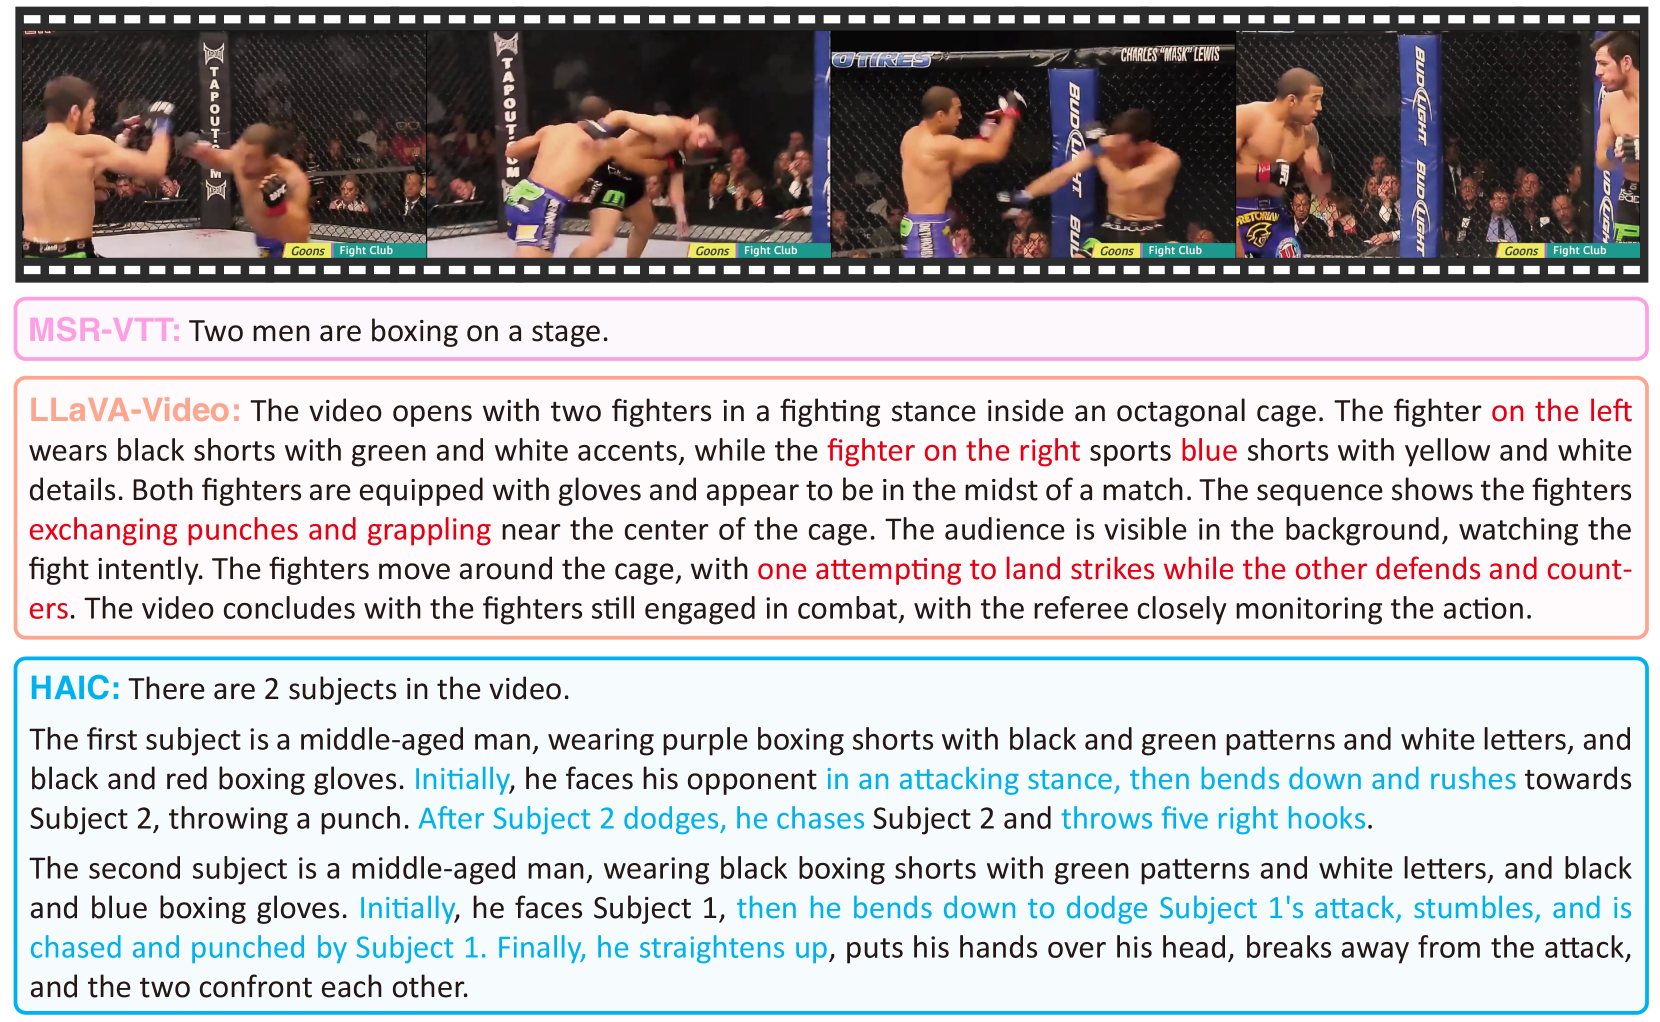 TAPOUT.COM
Goons Fight Club
TAPOUT.COM
Goons Fight Club
O TIRES
CHARLES "MASK" LEWIS
BUD LIGHT
BUD
Goons Fight Club
PRETORIAN
BUD LIGHT
BUD LIGHT
UD LIGHT
Goons Fight Club
MSR-VTT: Two men are boxing on a stage.
LLaVA-Video: The video opens with two fighters in a fighting stance inside an octagonal cage. The fighter on the left
wears black shorts with green and white accents, while the fighter on the right sports blue shorts with yellow and white
details. Both fighters are equipped with gloves and appear to be in the midst of a match. The sequence shows the fighters
exchanging punches and grappling near the center of the cage. The audience is visible in the background, watching the
fight intently. The fighters move around the cage, with one attempting to land strikes while the other defends and count-
ers. The video concludes with the fighters still engaged in combat, with the referee closely monitoring the action.
HAIC: There are 2 subjects in the video.
The first subject is a middle-aged man, wearing purple boxing shorts with black and green patterns and white letters, and
black and red boxing gloves. Initially, he faces his opponent in an attacking stance, then bends down and rushes towards
Subject 2, throwing a punch. After Subject 2 dodges, he chases Subject 2 and throws five right hooks.
The second subject is a middle-aged man, wearing black boxing shorts with green patterns and white letters, and black
and blue boxing gloves. Initially, he faces Subject 1, then he bends down to dodge Subject 1's attack, stumbles, and is
chased and punched by Subject 1. Finally, he straightens up, puts his hands over his head, breaks away from the attack,
and the two confront each other.